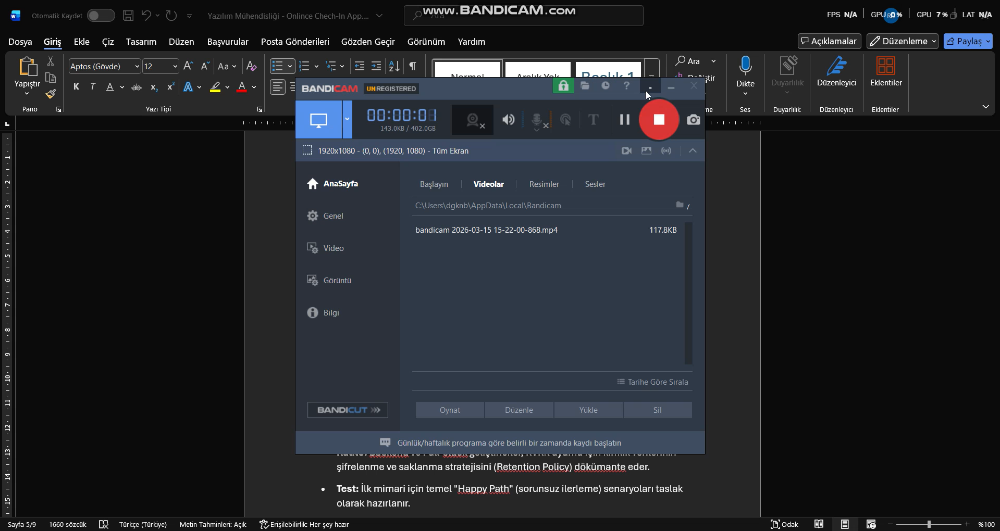 Otomatik Kaydet
Yazılım Mühendisliği - Onlince Chech-In App....
Ara
www.BANDICAM.com
FPS N/A
GPU 0%
CPU 7%
LAT N/A
Dosya
Giriş
Ekle
Çiz
Tasarım
Düzen
Başvurular
Posta Gönderileri
Gözden Geçir
Görünüm
Yardım
Açıklamalar
Düzenleme
Paylaş
Yapıştır
Pano
Aptos (Gövde)
12
Yazı Tipi
Normal
Aralık Yok
Başlık 1
Ara
Dikte
Ses
Duyarlılık
Duyarlılık
Düzenleyici
Düzenleyici
Eklentiler
Eklentiler
BANDICAM
UNREGISTERED
00:00:01
143.0KB / 402.0GB
1920x1080 - (0, 0), (1920, 1080) - Tüm Ekran
AnaSayfa
Genel
Video
Görüntü
Bilgi
Başlayın
Videolar
Resimler
Sesler
C:\Users\dgknb\AppData\Local\Bandicam
/
bandicam 2026-03-15 15-22-00-868.mp4
117.8KB
Tarihe Göre Sırala
BANDICUT
Oynat
Düzenle
Yükle
Sil
Günlük/haftalık programa göre belirli bir zamanda kaydı başlatın
şifrelenme ve saklanma stratejisini (Retention Policy) dökümante eder.
• Test: İlk mimari için temel "Happy Path" (sorunsuz ilerleme) senaryoları taslak
olarak hazırlanır.
Sayfa 5/9
1660 sözcük
Türkçe (Türkiye)
Metin Tahminleri: Açık
Erişilebilirlik: Her şey hazır
Odak
%100